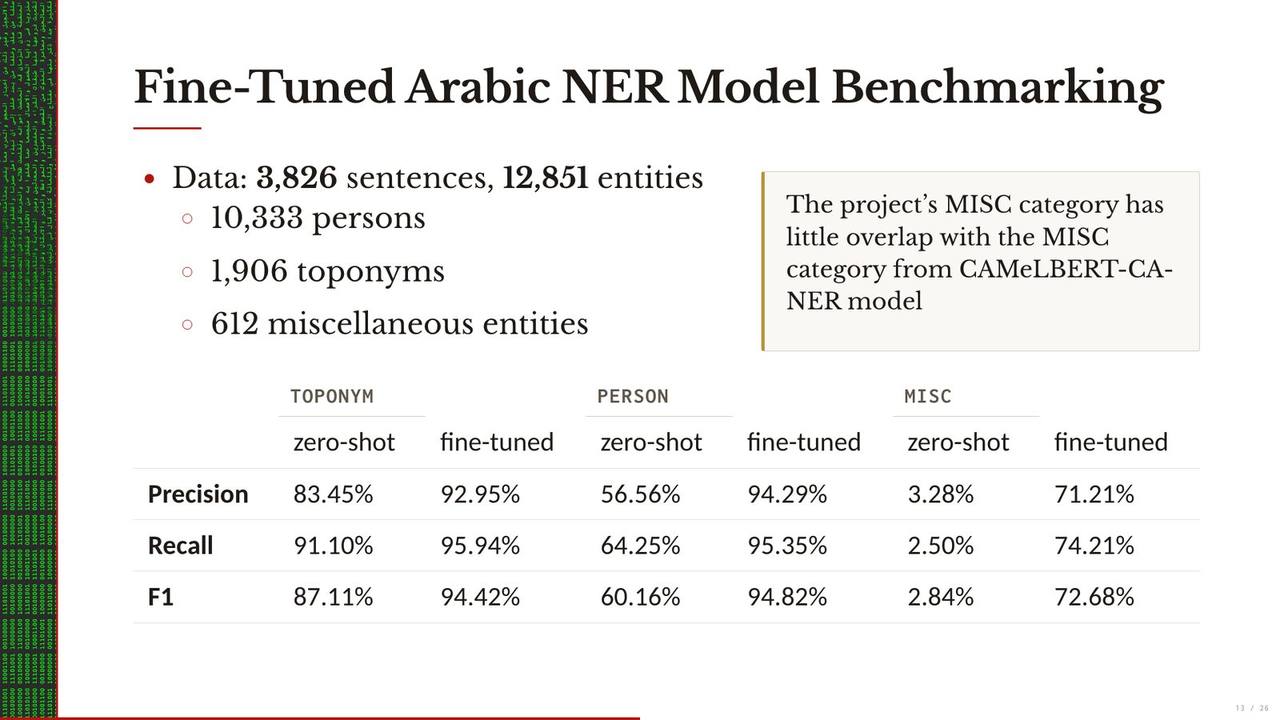 Fine-Tuned Arabic NER Model Benchmarking
• Data: 3,826 sentences, 12,851 entities
○ 10,333 persons
○ 1,906 toponyms
○ 612 miscellaneous entities
The project’s MISC category has
little overlap with the MISC
category from CAMeLBERT-CA-
NER model
TOPONYM PERSON MISC
zero-shot fine-tuned zero-shot fine-tuned zero-shot fine-tuned
Precision 83.45% 92.95% 56.56% 94.29% 3.28% 71.21%
Recall 91.10% 95.94% 64.25% 95.35% 2.50% 74.21%
F1 87.11% 94.42% 60.16% 94.82% 2.84% 72.68%
13 / 26